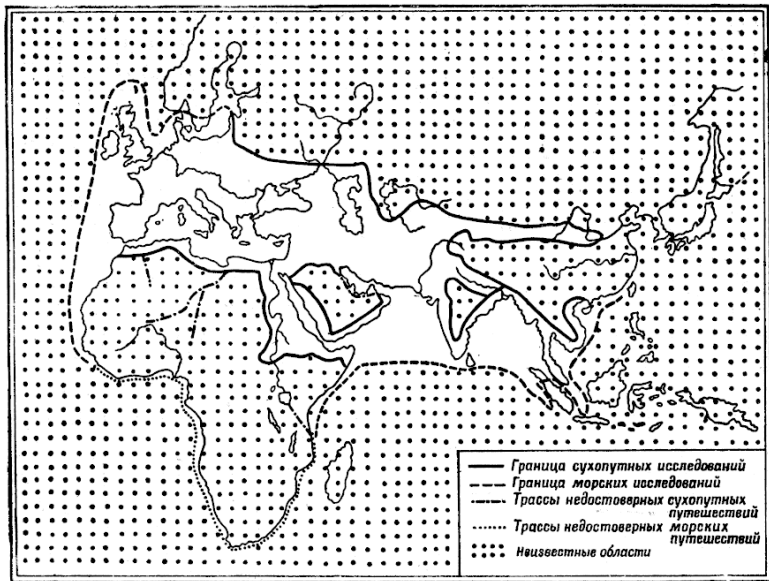 Граница сухопутных исследований
Граница морских исследований
Трассы недостоверных сухопутных
путешествий
Трассы недостоверных морских
путешествий
Неизвестные области